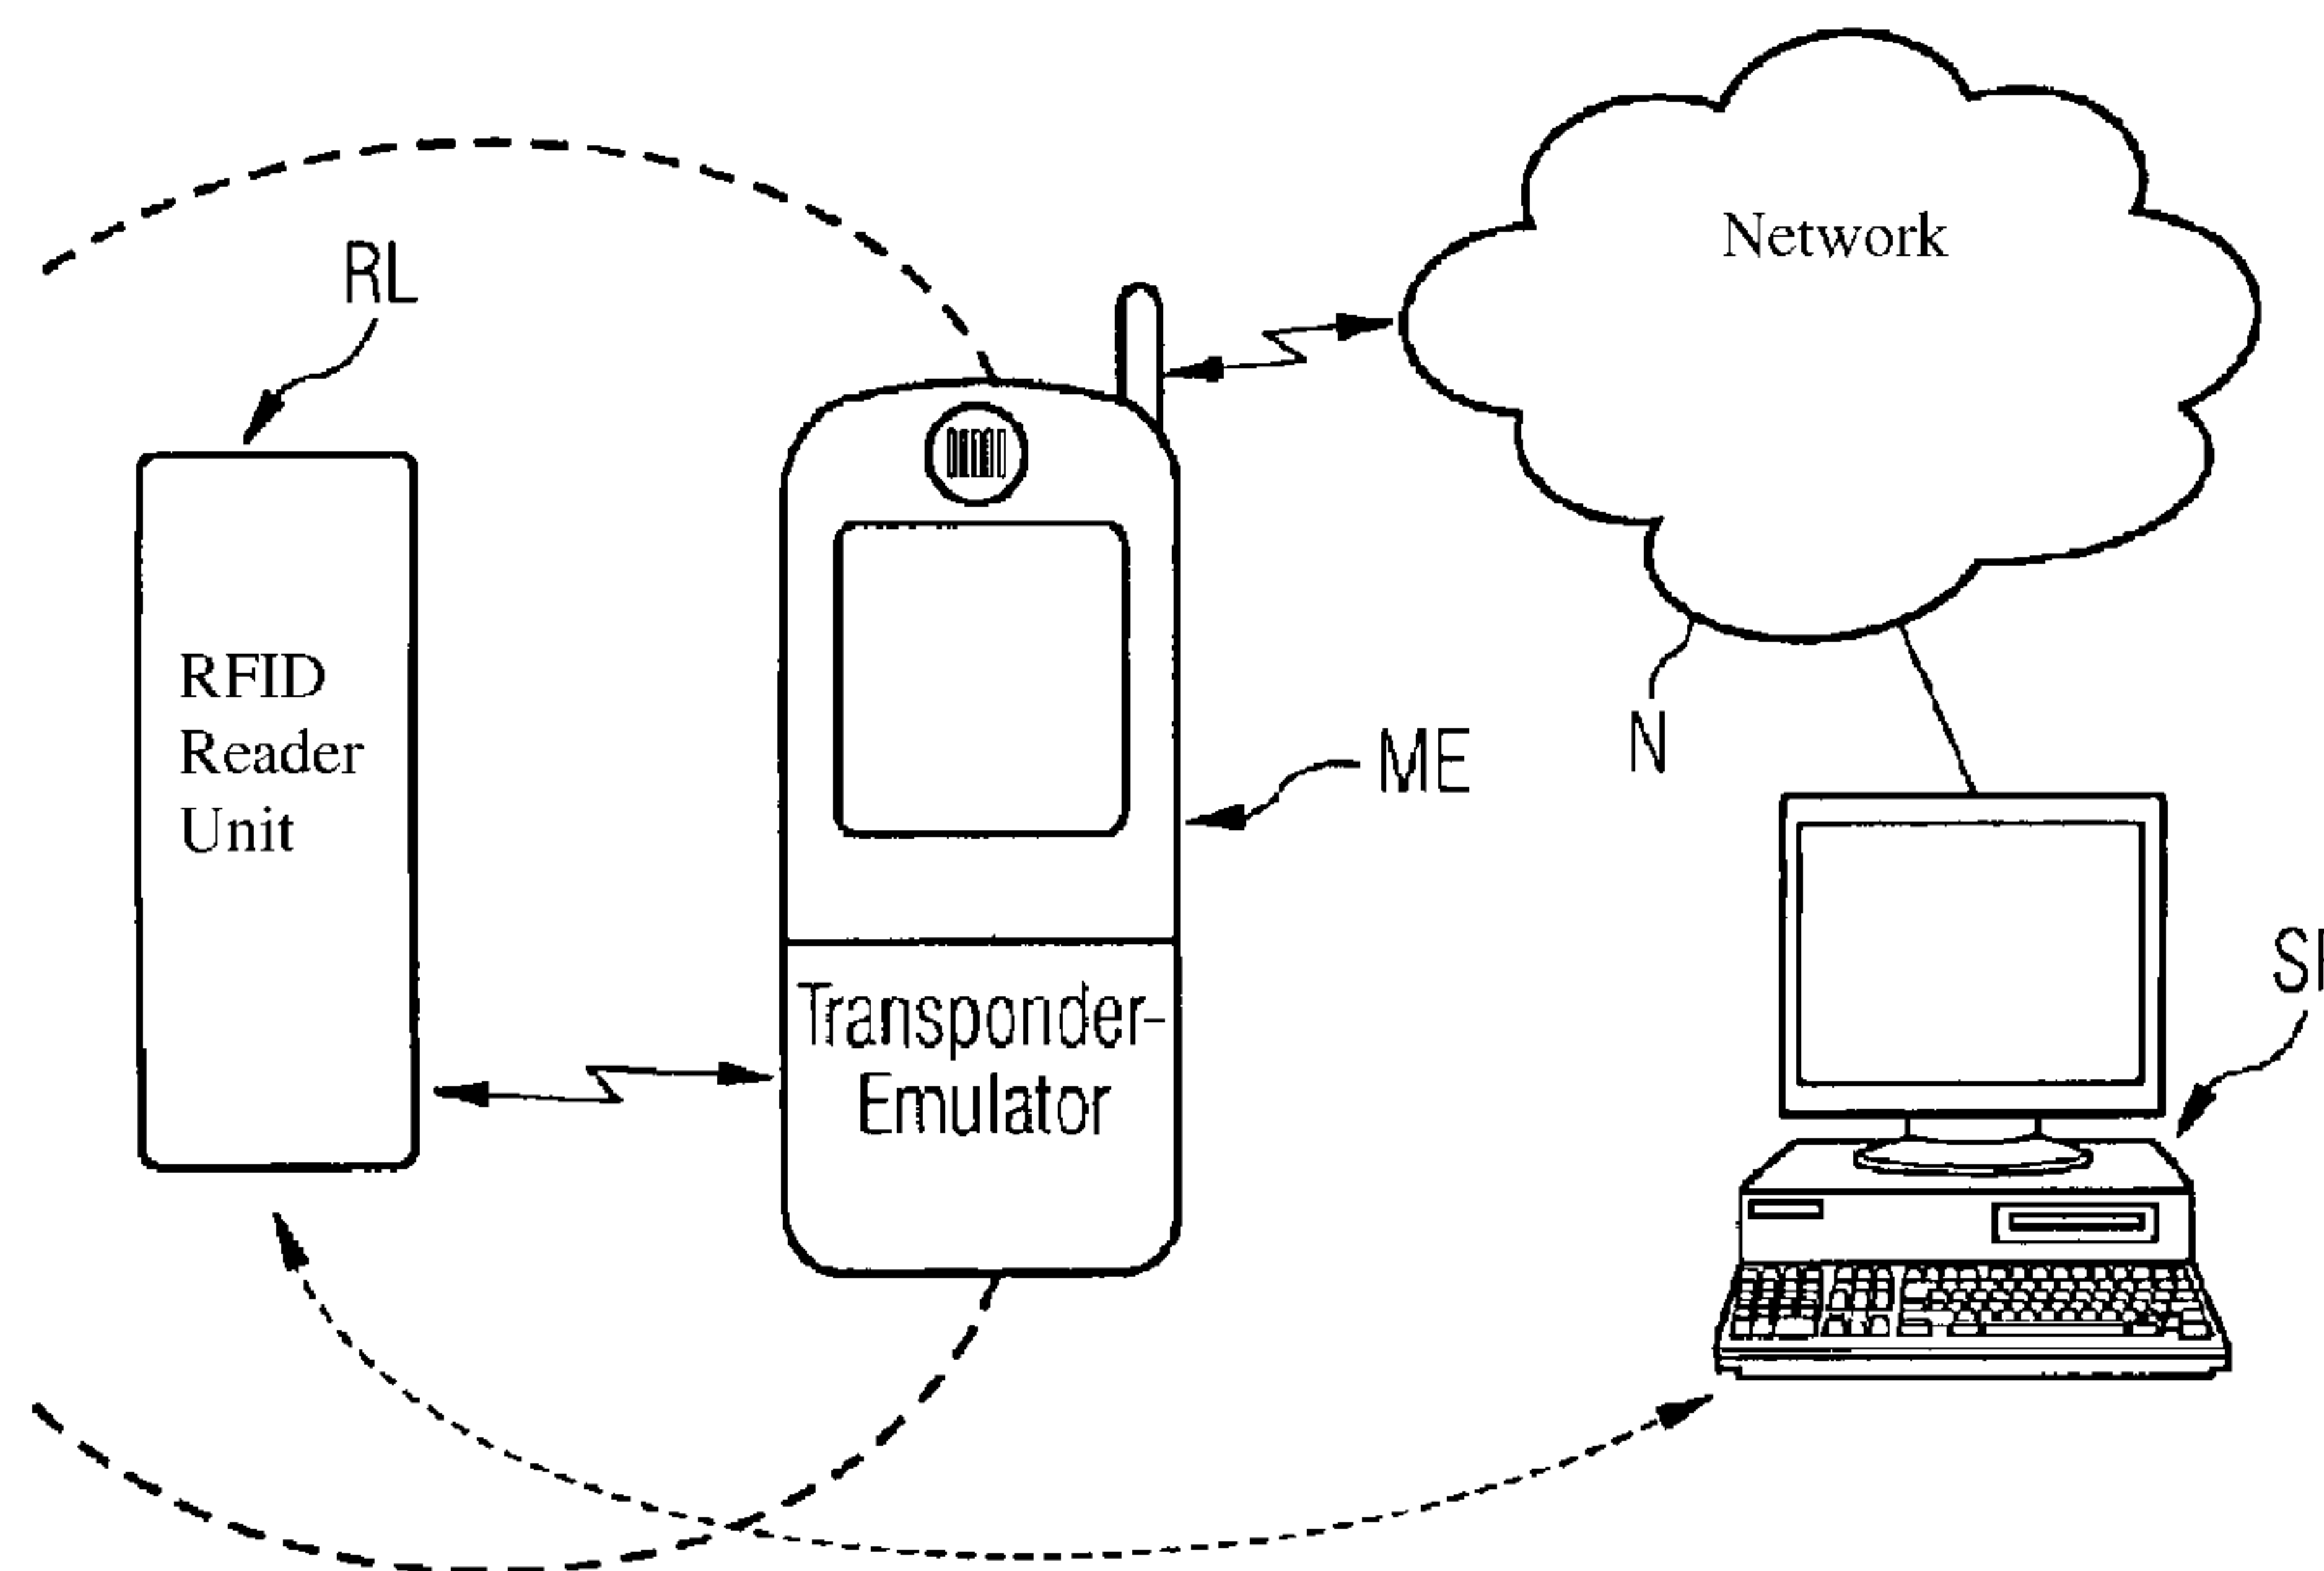 Network
RL
RFID
Reader
Unit
ME
N
Transponder-
Emulator